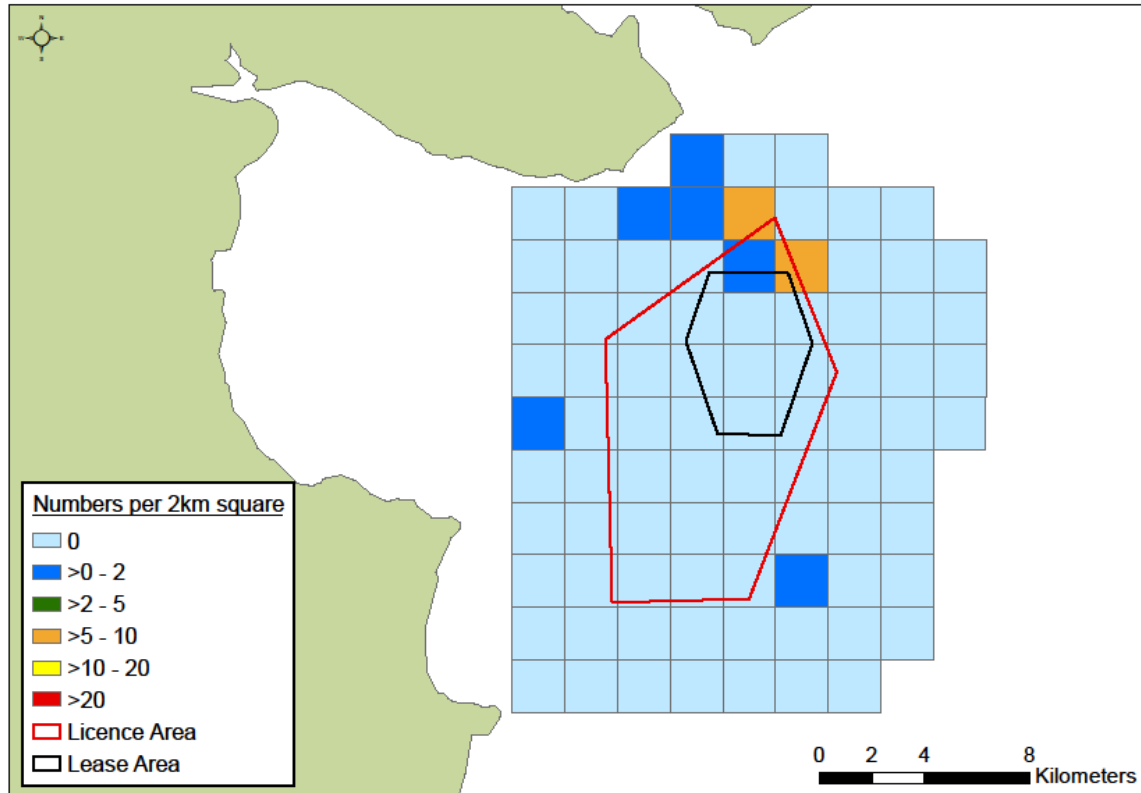 N
Numbers per 2km square
0
>0 - 2
>2 - 5
>5 - 10
>10 - 20
>20
Licence Area
Lease Area
0 2 4 8
Kilometers